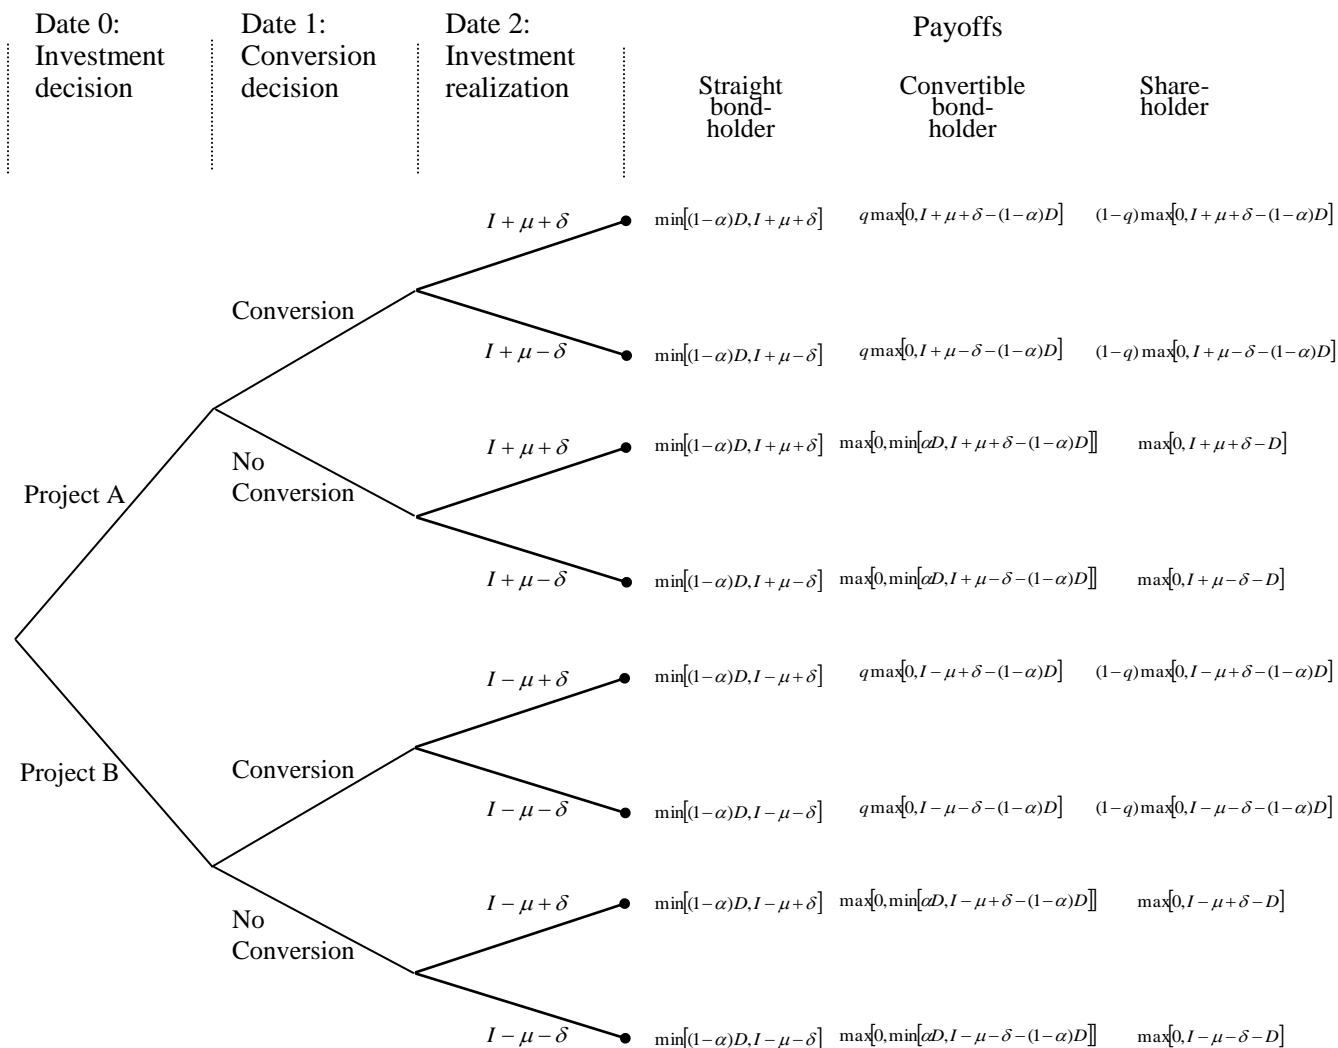 Date 0:
Investment
decision
Date 1:
Conversion
decision
Date 2:
Investment
realization
Payoffs
Straight
bond-
holder
Convertible
bond-
holder
Share-
holder
I + μ + δ
min[(1−α)D, I + μ + δ]
q max[0, I + μ + δ − (1−α)D]
(1−q) max[0, I + μ + δ − (1−α)D]
Conversion
I + μ − δ
min[(1−α)D, I + μ − δ]
q max[0, I + μ − δ − (1−α)D]
(1−q) max[0, I + μ − δ − (1−α)D]
I + μ + δ
min[(1−α)D, I + μ + δ]
max[0, min[αD, I + μ + δ − (1−α)D]]
max[0, I + μ + δ − D]
No
Conversion
Project A
I + μ − δ
min[(1−α)D, I + μ − δ]
max[0, min[αD, I + μ − δ − (1−α)D]]
max[0, I + μ − δ − D]
I − μ + δ
min[(1−α)D, I − μ + δ]
q max[0, I − μ + δ − (1−α)D]
(1−q) max[0, I − μ + δ − (1−α)D]
Project B
Conversion
I − μ − δ
min[(1−α)D, I − μ − δ]
q max[0, I − μ − δ − (1−α)D]
(1−q) max[0, I − μ − δ − (1−α)D]
I − μ + δ
min[(1−α)D, I − μ + δ]
max[0, min[αD, I − μ + δ − (1−α)D]]
max[0, I − μ + δ − D]
No
Conversion
I − μ − δ
min[(1−α)D, I − μ − δ]
max[0, min[αD, I − μ − δ − (1−α)D]]
max[0, I − μ − δ − D]